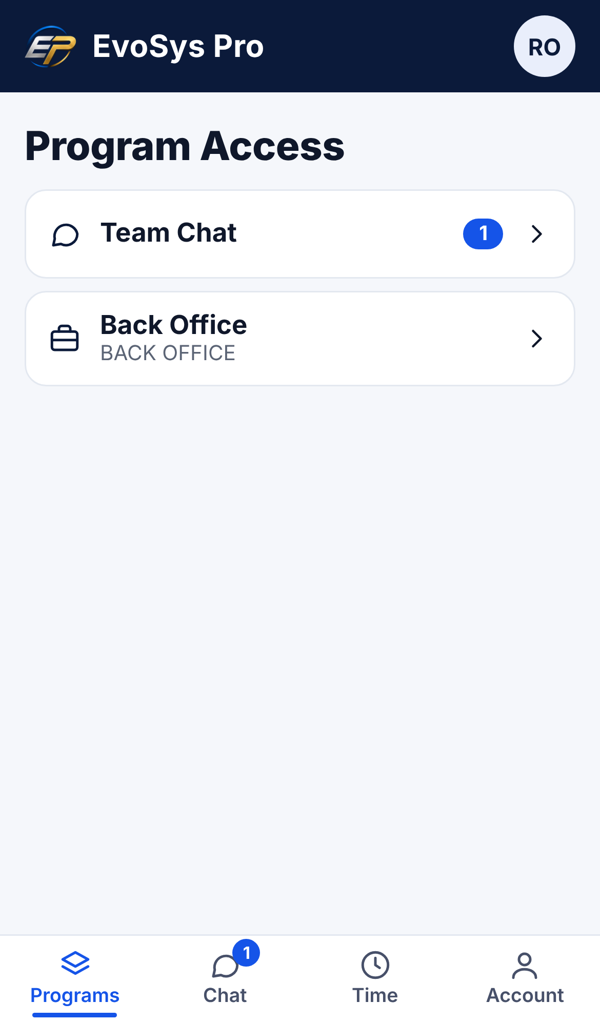 EP EvoSys Pro
RO
Program Access
Team Chat
1
Back Office
BACK OFFICE
1
Programs
Chat
Time
Account